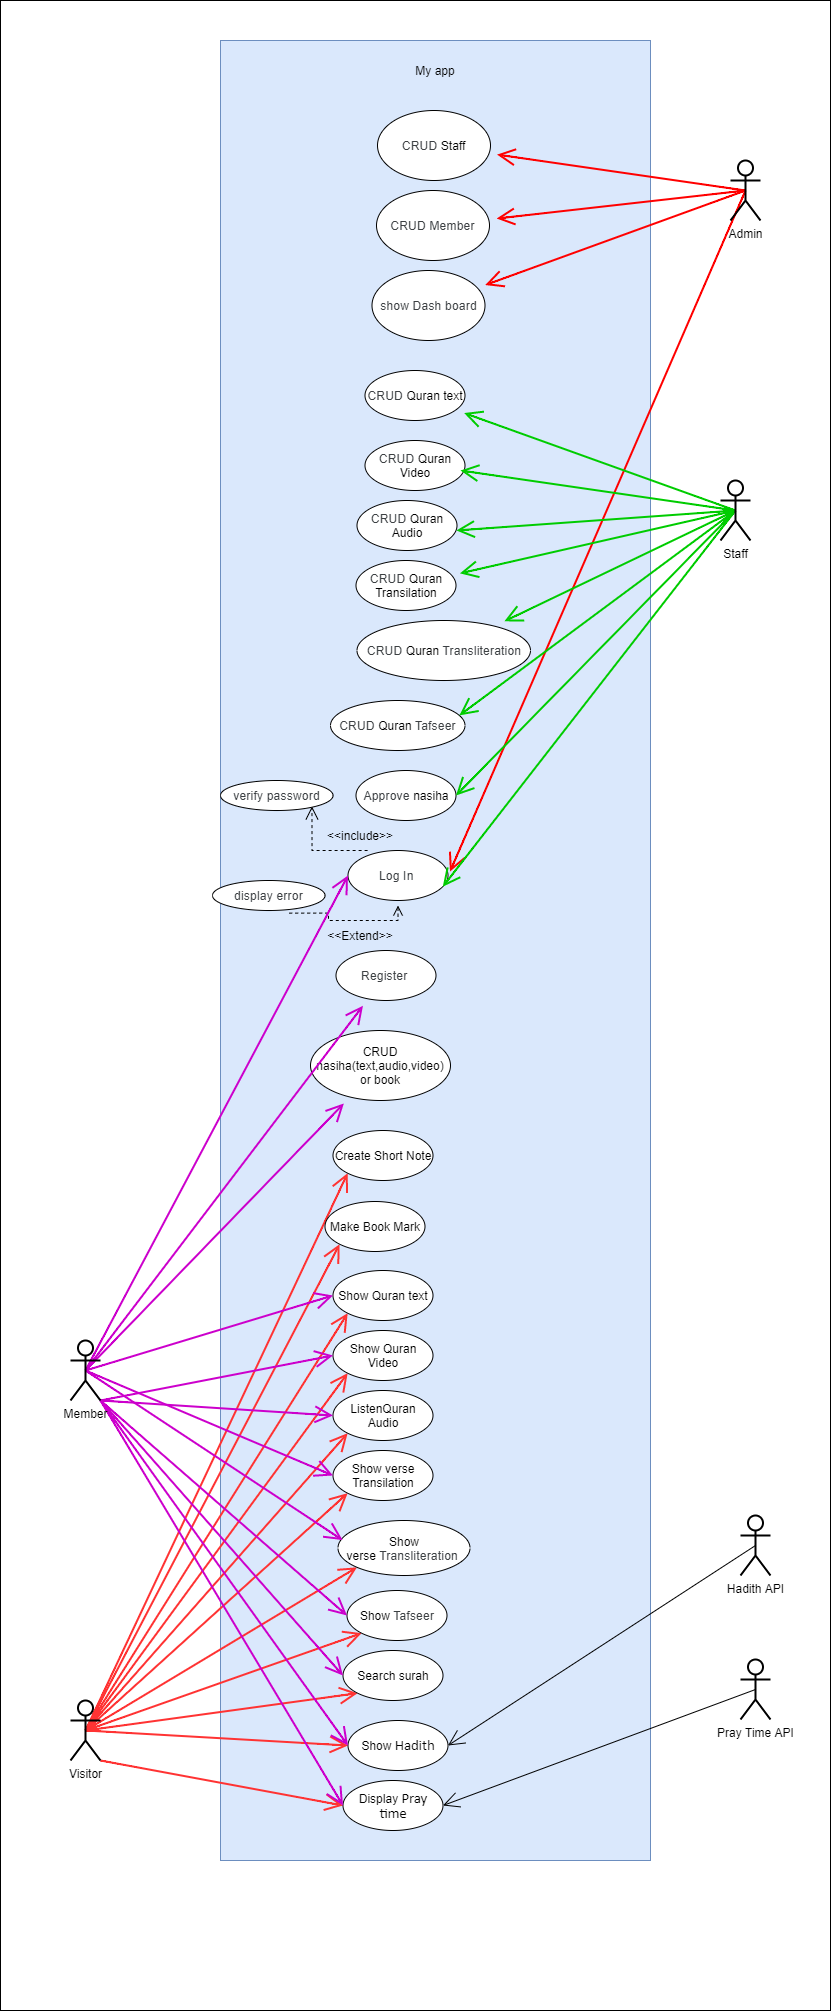 My app
CRUD Staff
CRUD Member
Admin
show Dash board
CRUD Quran text
CRUD Quran
Video
CRUD Quran
Audio
Staff
CRUD Quran
Transilation
CRUD Quran Transliteration
CRUD Quran Tafseer
verify password
Approve nasiha
<<include>>
Log In
display error
<<Extend>>
Register
CRUD
nasiha(text,audio,video)
or book
Create Short Note
Make Book Mark
Show Quran text
Show Quran
Video
Member
ListenQuran
Audio
Show verse
Transilation
Show
verse Transliteration
Hadith API
Show Tafseer
Search surah
Show Hadith
Pray Time API
Visitor
Display Pray
time